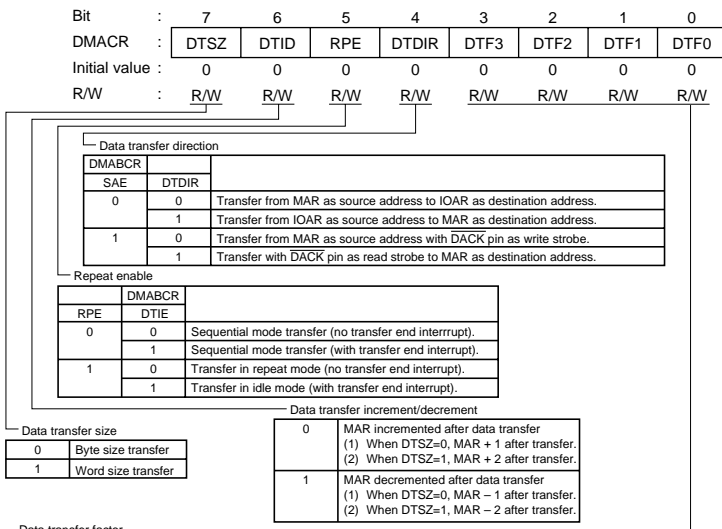 Bit : 7 6 5 4 3 2 1 0
DMACR : DTSZ DTID RPE DTDIR DTF3 DTF2 DTF1 DTF0
Initial value : 0 0 0 0 0 0 0 0
R/W : R/W R/W R/W R/W R/W R/W R/W R/W
Data transfer direction
DMABCR
SAE DTDIR
0 0 Transfer from MAR as source address to IOAR as destination address.
1 Transfer from IOAR as source address to MAR as destination address.
1 0 Transfer from MAR as source address with DACK pin as write strobe.
1 Transfer with DACK pin as read strobe to MAR as destination address.
Repeat enable
DMABCR
RPE DTIE
0 0 Sequential mode transfer (no transfer end interrrupt).
1 Sequential mode transfer (with transfer end interrupt).
1 0 Transfer in repeat mode (no transfer end interrupt).
1 Transfer in idle mode (with transfer end interrupt).
Data transfer increment/decrement
0 MAR incremented after data transfer
(1) When DTSZ=0, MAR + 1 after transfer.
(2) When DTSZ=1, MAR + 2 after transfer.
1 MAR decremented after data transfer
(1) When DTSZ=0, MAR – 1 after transfer.
(2) When DTSZ=1, MAR – 2 after transfer.
Data transfer size
0 Byte size transfer
1 Word size transfer
Data transfer factor